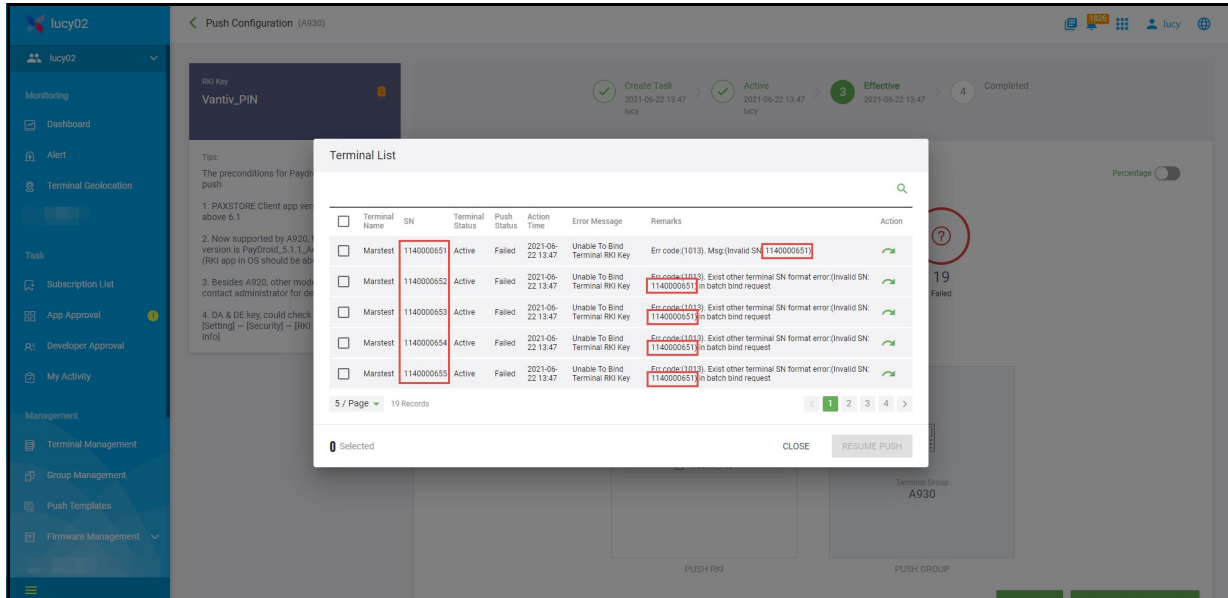 lucy02
Push Configuration (A930)
1826
lucy
lucy02
Monitoring
Dashboard
Alert
Terminal Geolocation
Task
Subscription List
App Approval
1
Developer Approval
My Activity
Management
Terminal Management
Group Management
Push Templates
Firmware Management
RKI Key
Vantiv_PIN
Create Task
2021-06-22 13:47
lucy
Active
2021-06-22 13:47
lucy
3
Effective
2021-06-22 13:47
4
Completed
Tips:
The preconditions for Paydr
push
1. PAXSTORE Client app ver
above 6.1
2. Now supported by A920,
version is PayDroid_5.1.1_A
(RKI app in OS should be ab
3. Besides A920, other mod
contact administrator for de
4. DA & DE key, could check
[Setting] – [Security] – [RKI
Info]
Percentage
19
Failed
Terminal List
Terminal Name SN Terminal Status Push Status Action Time Error Message Remarks Action
Marstest 1140000651 Active Failed 2021-06-22 13:47 Unable To Bind Terminal RKI Key Err code:(1013). Msg:(Invalid SN: 1140000651)
Marstest 1140000652 Active Failed 2021-06-22 13:47 Unable To Bind Terminal RKI Key Err code:(1013). Exist other terminal SN format error:(Invalid SN: 1140000651) in batch bind request
Marstest 1140000653 Active Failed 2021-06-22 13:47 Unable To Bind Terminal RKI Key Err code:(1013). Exist other terminal SN format error:(Invalid SN: 1140000651) in batch bind request
Marstest 1140000654 Active Failed 2021-06-22 13:47 Unable To Bind Terminal RKI Key Err code:(1013). Exist other terminal SN format error:(Invalid SN: 1140000651) in batch bind request
Marstest 1140000655 Active Failed 2021-06-22 13:47 Unable To Bind Terminal RKI Key Err code:(1013). Exist other terminal SN format error:(Invalid SN: 1140000651) in batch bind request
5 / Page 19 Records
< 1 2 3 4 >
0 Selected
CLOSE
RESUME PUSH
Terminal Group
A930
PUSH RKI
PUSH GROUP